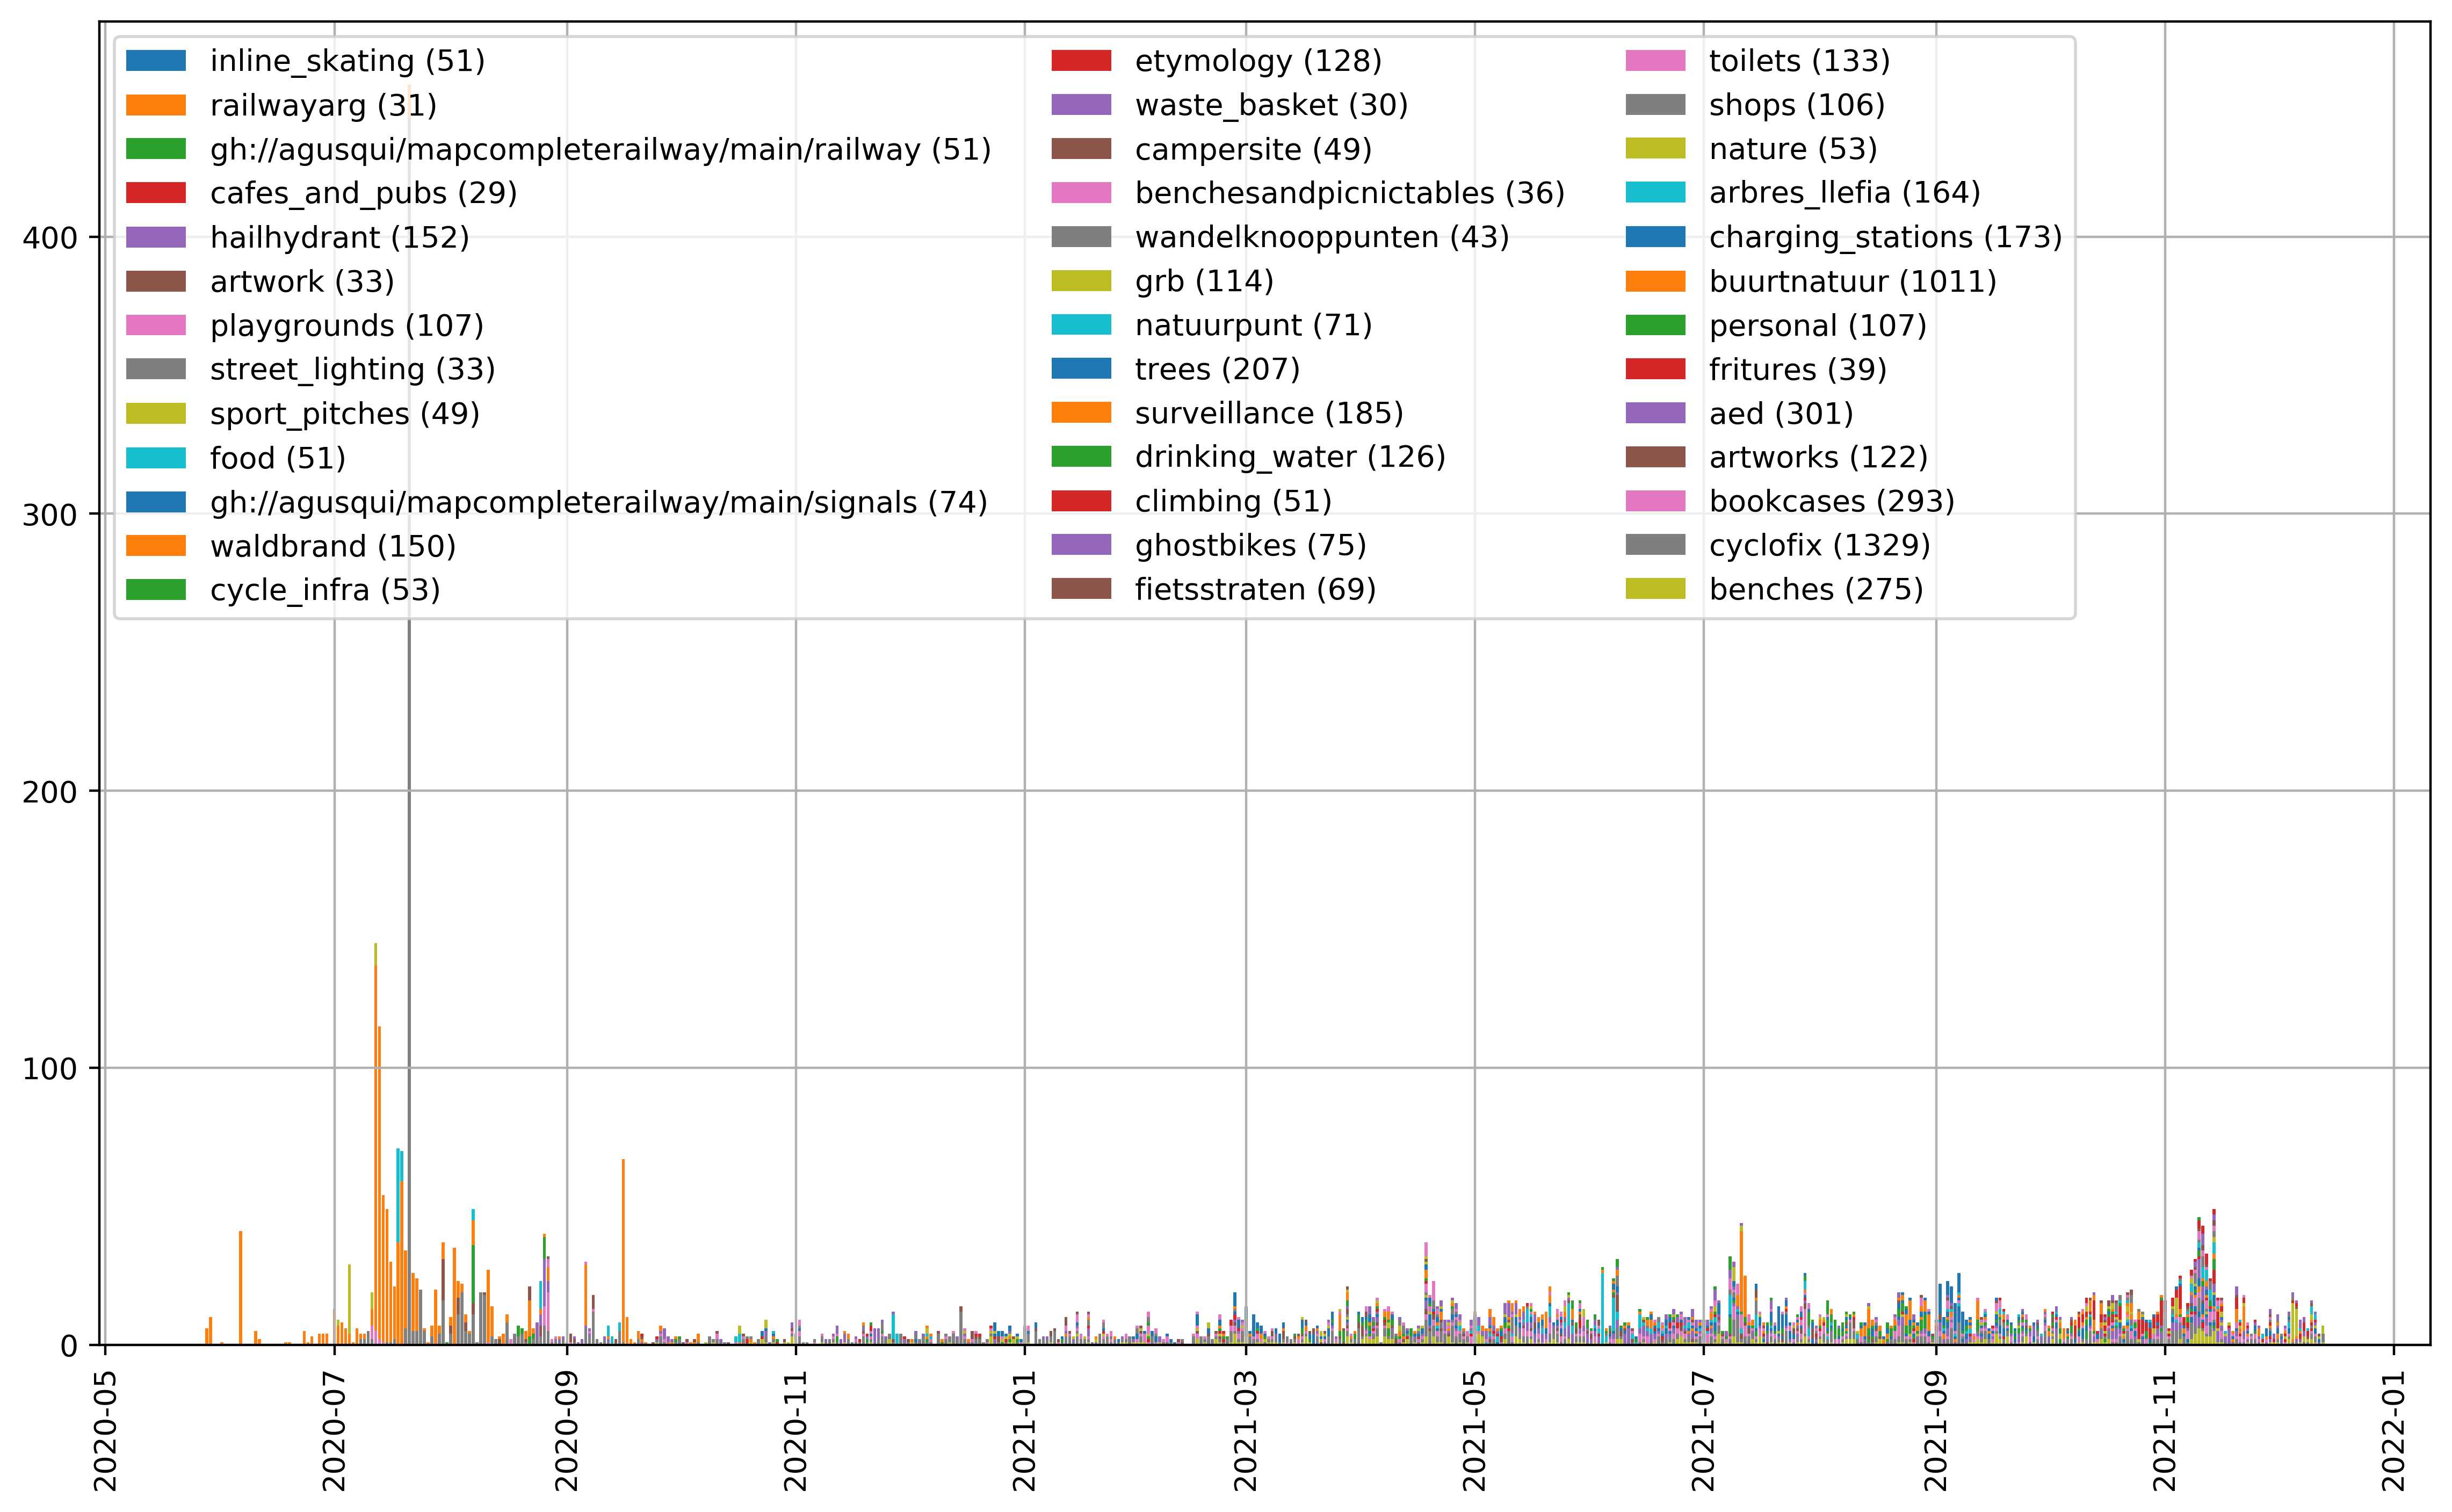 inline_skating (51)
railwayarg (31)
gh://agusqui/mapcompleterailway/main/railway (51)
cafes_and_pubs (29)
hailhydrant (152)
artwork (33)
playgrounds (107)
street_lighting (33)
sport_pitches (49)
food (51)
gh://agusqui/mapcompleterailway/main/signals (74)
waldbrand (150)
cycle_infra (53)
etymology (128)
waste_basket (30)
campersite (49)
benchesandpicnictables (36)
wandelknooppunten (43)
grb (114)
natuurpunt (71)
trees (207)
surveillance (185)
drinking_water (126)
climbing (51)
ghostbikes (75)
fietsstraten (69)
toilets (133)
shops (106)
nature (53)
arbres_llefia (164)
charging_stations (173)
buurtnatuur (1011)
personal (107)
fritures (39)
aed (301)
artworks (122)
bookcases (293)
cyclofix (1329)
benches (275)
400
300
200
100
0
2020-05
2020-07
2020-09
2020-11
2021-01
2021-03
2021-05
2021-07
2021-09
2021-11
2022-01